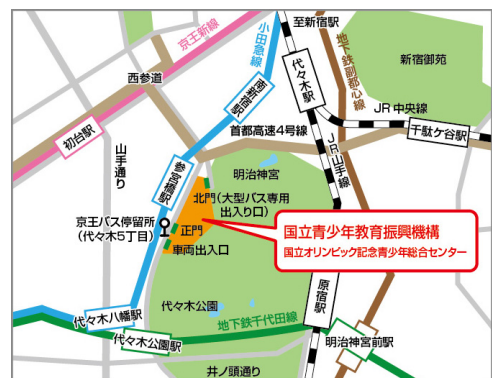 至新宿駅
京王新線
小田急線
地下鉄副都心線
新宿御苑
代々木駅
西参道
南新宿駅
JR中央線
千駄ケ谷駅
初台駅
首都高速4号線
山手通り
JR山手線
参宮橋駅
明治神宮
北門(大型バス専用
出入り口)
京王バス停留所
(代々木5丁目)
正門
車両出入口
国立青少年教育振興機構
国立オリンピック記念青少年総合センター
原宿駅
代々木公園
代々木八幡駅
地下鉄千代田線
代々木公園駅
明治神宮前駅
井ノ頭通り